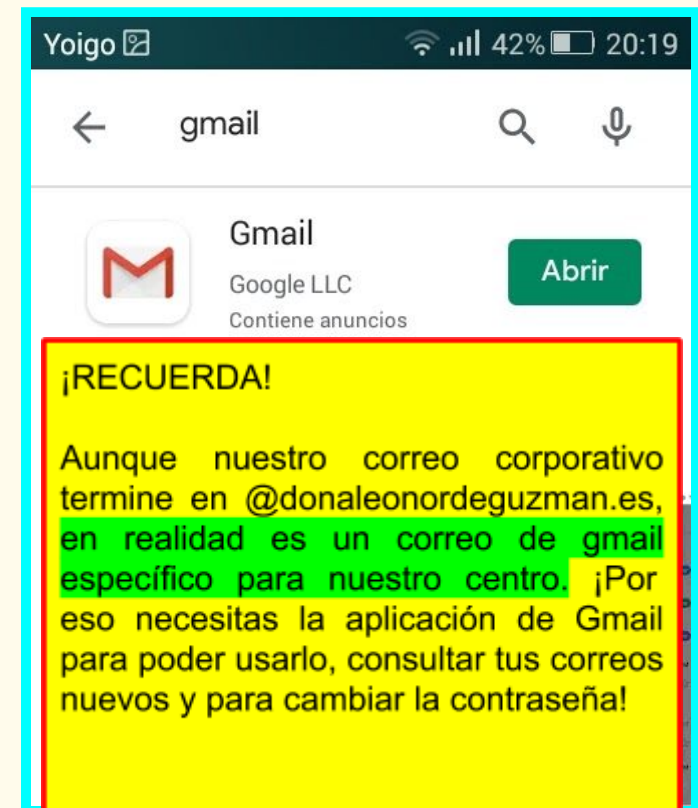 Yoigo 42% 20:19
gmail
Gmail
Google LLC
Contiene anuncios
Abrir
¡RECUERDA!
Aunque nuestro correo corporativo
termine en @donaleonordeguzman.es,
en realidad es un correo de gmail
específico para nuestro centro. ¡Por
eso necesitas la aplicación de Gmail
para poder usarlo, consultar tus correos
nuevos y para cambiar la contraseña!